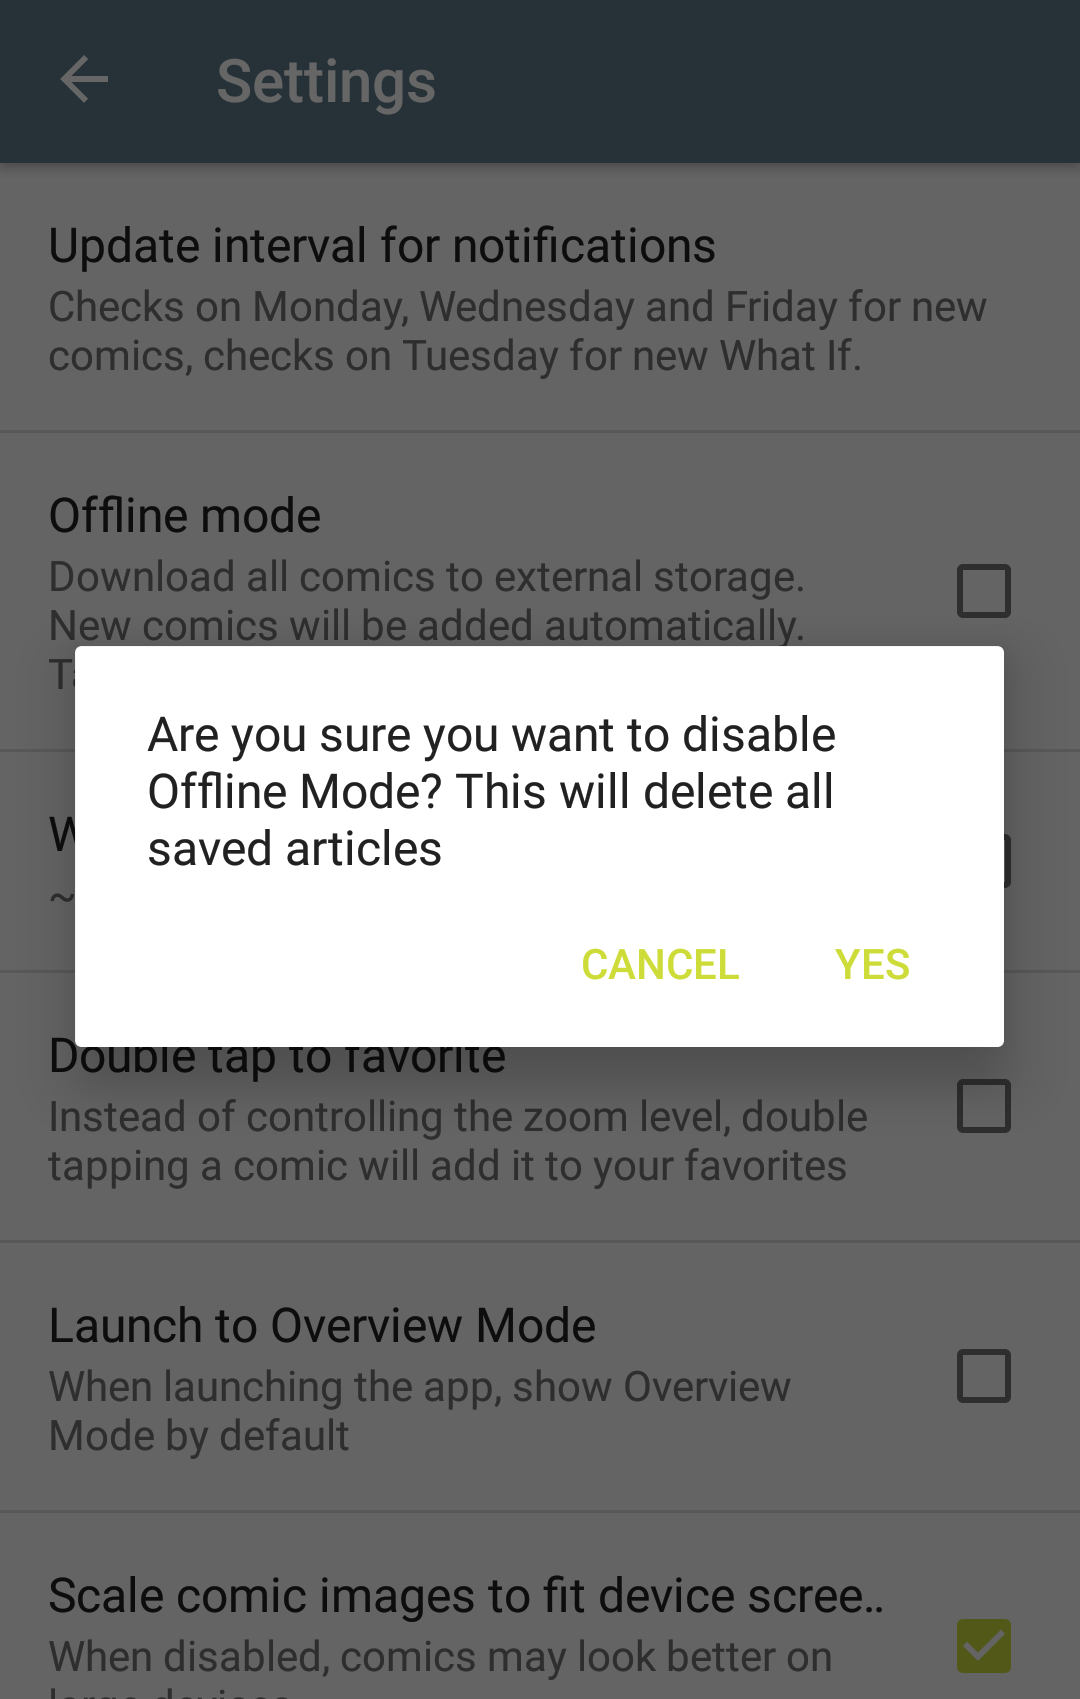 Settings
Update interval for notifications
Checks on Monday, Wednesday and Friday for new
comics, checks on Tuesday for new What If.
Offline mode
Download all comics to external storage.
New comics will be added automatically.
Are you sure you want to disable
Offline Mode? This will delete all
saved articles
CANCEL YES
~
Double tap to favorite
Instead of controlling the zoom level, double
tapping a comic will add it to your favorites
Launch to Overview Mode
When launching the app, show Overview
Mode by default
Scale comic images to fit device scree..
When disabled, comics may look better on
large devices